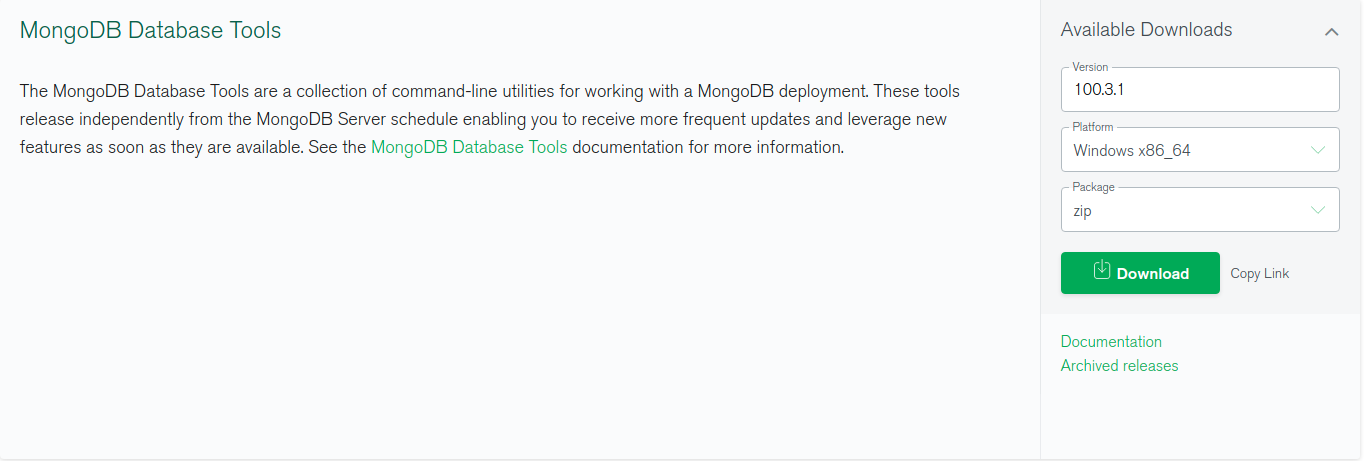 MongoDB Database Tools
The MongoDB Database Tools are a collection of command-line utilities for working with a MongoDB deployment. These tools
release independently from the MongoDB Server schedule enabling you to receive more frequent updates and leverage new
features as soon as they are available. See the MongoDB Database Tools documentation for more information.
Available Downloads
Version
100.3.1
Platform
Windows x86_64
Package
zip
Download Copy Link
Documentation
Archived releases